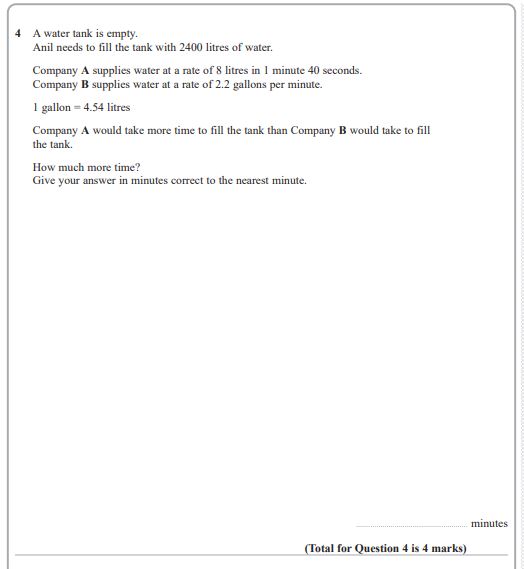 4 A water tank is empty.
Anil needs to fill the tank with 2400 litres of water.
Company A supplies water at a rate of 8 litres in 1 minute 40 seconds.
Company B supplies water at a rate of 2.2 gallons per minute.
1 gallon = 4.54 litres
Company A would take more time to fill the tank than Company B would take to fill
the tank.
How much more time?
Give your answer in minutes correct to the nearest minute.
minutes
(Total for Question 4 is 4 marks)